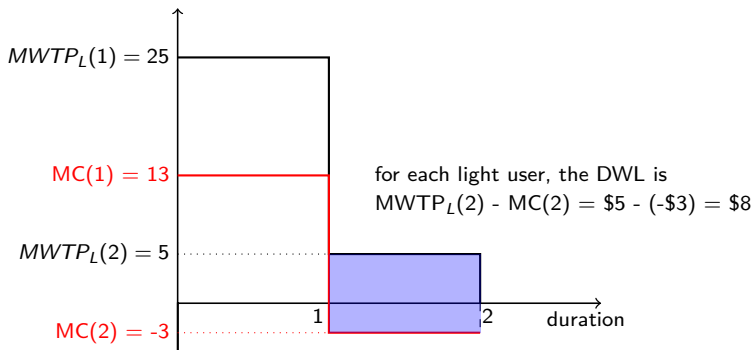 MWTP_L(1) = 25
MC(1) = 13
for each light user, the DWL is
MWTP_L(2) - MC(2) = $5 - (-$3) = $8
MWTP_L(2) = 5
1
2
duration
MC(2) = -3